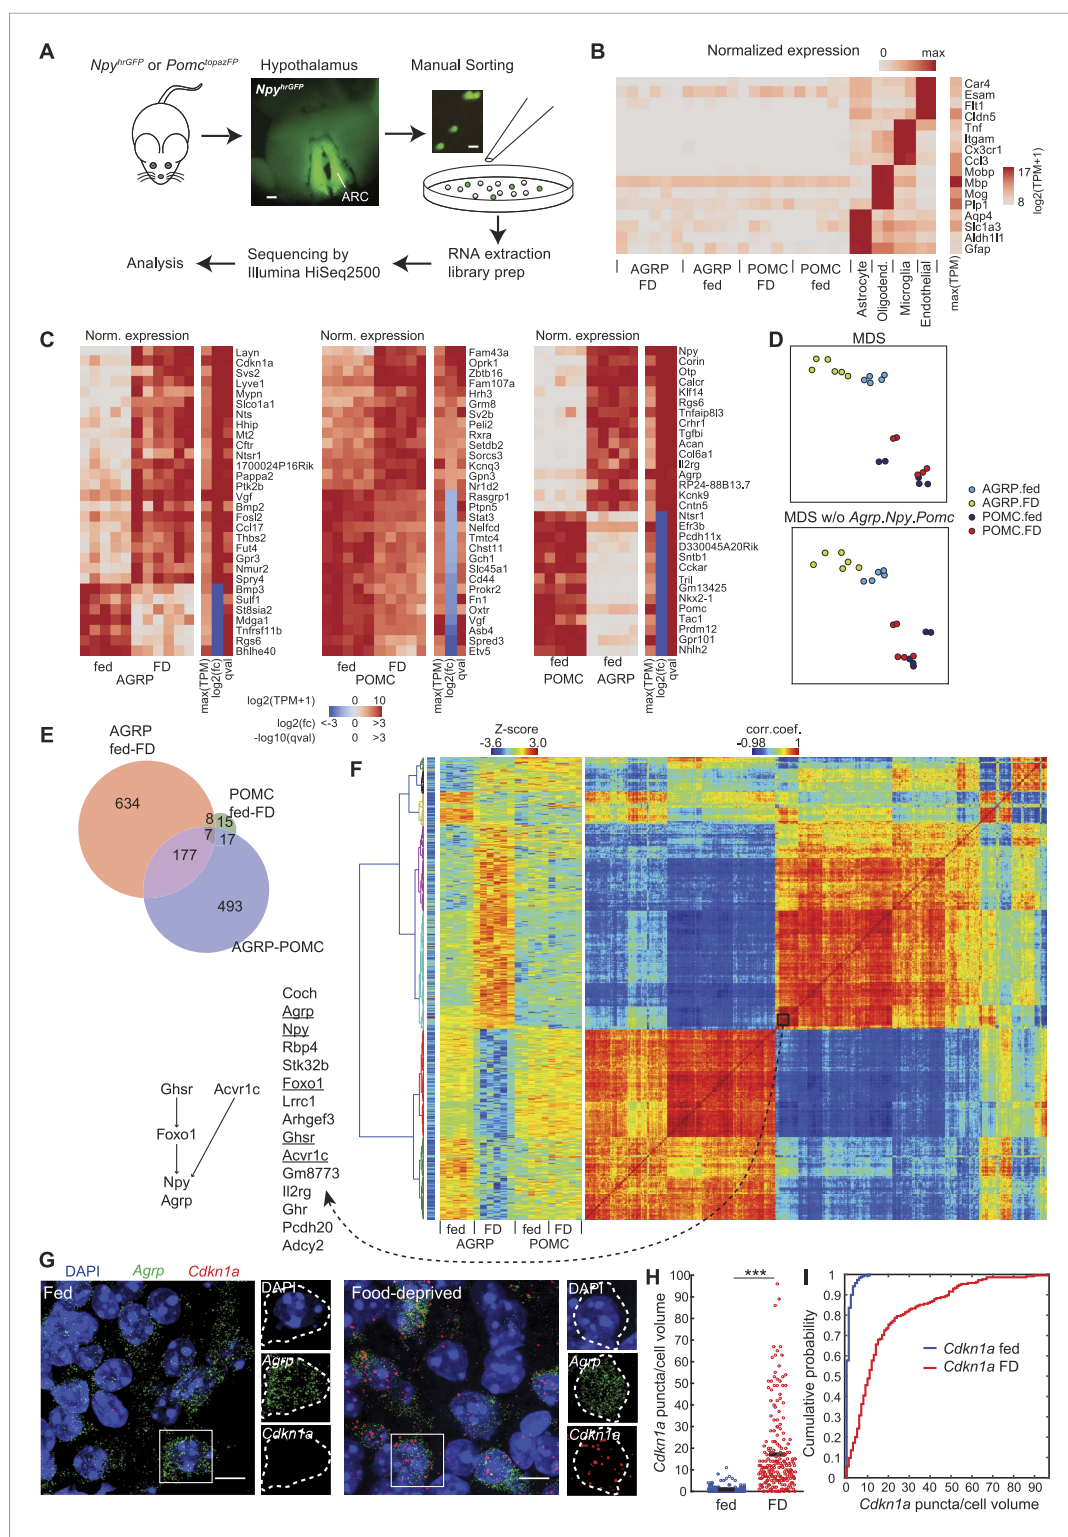 A
Npy^hrGFP or Pomc^topazFP
Hypothalamus
Manual Sorting
Npy^hrGFP
ARC
RNA extraction
library prep
Sequencing by
Illumina HiSeq2500
Analysis
B
Normalized expression
0 max
Car4
Esam
Flt1
Cldn5
Tnf
Itgam
Cx3cr1
Ccl3
Mobp
Mbp
Mog
Plp1
Aqp4
Slc1a3
Aldh1l1
Gfap
17
8
log2(TPM+1)
AGRP FD
AGRP fed
POMC FD
POMC fed
Astrocyte
Oligodend.
Microglia
Endothelial
max(TPM)
C
Norm. expression
Layn
Cdkn1a
Svs2
Lyve1
Mypn
Slco1a1
Nts
Hhip
Mt2
Cftr
Ntsr1
1700024P16Rik
Pappa2
Ptk2b
Vgf
Bmp2
Fosl2
Ccl17
Thbs2
Fut4
Gpr3
Nmur2
Spry4
Bmp3
Sulf1
St8sia2
Mdga1
Tnfrsf11b
Rgs6
Bhlhe40
fed FD
AGRP
max(TPM)
log2(fc)
qval
Norm. expression
Fam43a
Oprk1
Zbtb16
Fam107a
Hrh3
Grm8
Sv2b
Peli2
Rxra
Setdb2
Sorcs3
Kcnq3
Gpn3
Nr1d2
Rasgrp1
Ptpn5
Stat3
Nelfcd
Tmtc4
Chst11
Gch1
Slc45a1
Cd44
Prokr2
Fn1
Oxtr
Vgf
Asb4
Spred3
Etv5
fed FD
POMC
max(TPM)
log2(fc)
qval
Norm. expression
Npy
Corin
Otp
Calcr
Klf14
Rgs6
Tnfaip8l3
Crhr1
Tgfbi
Acan
Col6a1
Il2rg
Agrp
RP24-88B13.7
Kcnk9
Cntn5
Ntsr1
Efr3b
Pcdh11x
D330045A20Rik
Sntb1
Cckar
Tril
Gm13425
Nkx2-1
Pomc
Tac1
Prdm12
Gpr101
Nhlh2
fed fed
POMC AGRP
max(TPM)
log2(fc)
qval
log2(TPM+1) 0 10
log2(fc) <-3 0 >3
-log10(qval) 0 >3
D
MDS
MDS w/o Agrp.Npy.Pomc
AGRP.fed
AGRP.FD
POMC.fed
POMC.FD
E
AGRP
fed-FD
POMC
fed-FD
634
8
15
7
17
177
493
AGRP-POMC
F
Z-score
-3.6 3.0
corr.coef.
-0.98 1
fed FD fed FD
AGRP POMC
Coch
Agrp
Npy
Rbp4
Stk32b
Foxo1
Lrrc1
Arhgef3
Ghsr
Acvr1c
Gm8773
Il2rg
Ghr
Pcdh20
Adcy2
Ghsr Acvr1c
Foxo1
Npy
Agrp
G
DAPI Agrp Cdkn1a
Fed
DAPI
Agrp
Cdkn1a
Food-deprived
DAPI
Agrp
Cdkn1a
H
***
Cdkn1a puncta/cell volume
100
90
80
70
60
50
40
30
20
10
0
fed FD
I
Cumulative probability
1
0.9
0.8
0.7
0.6
0.5
0.4
0.3
0.2
0.1
0
Cdkn1a fed
Cdkn1a FD
0 10 20 30 40 50 60 70 80 90
Cdkn1a puncta/cell volume